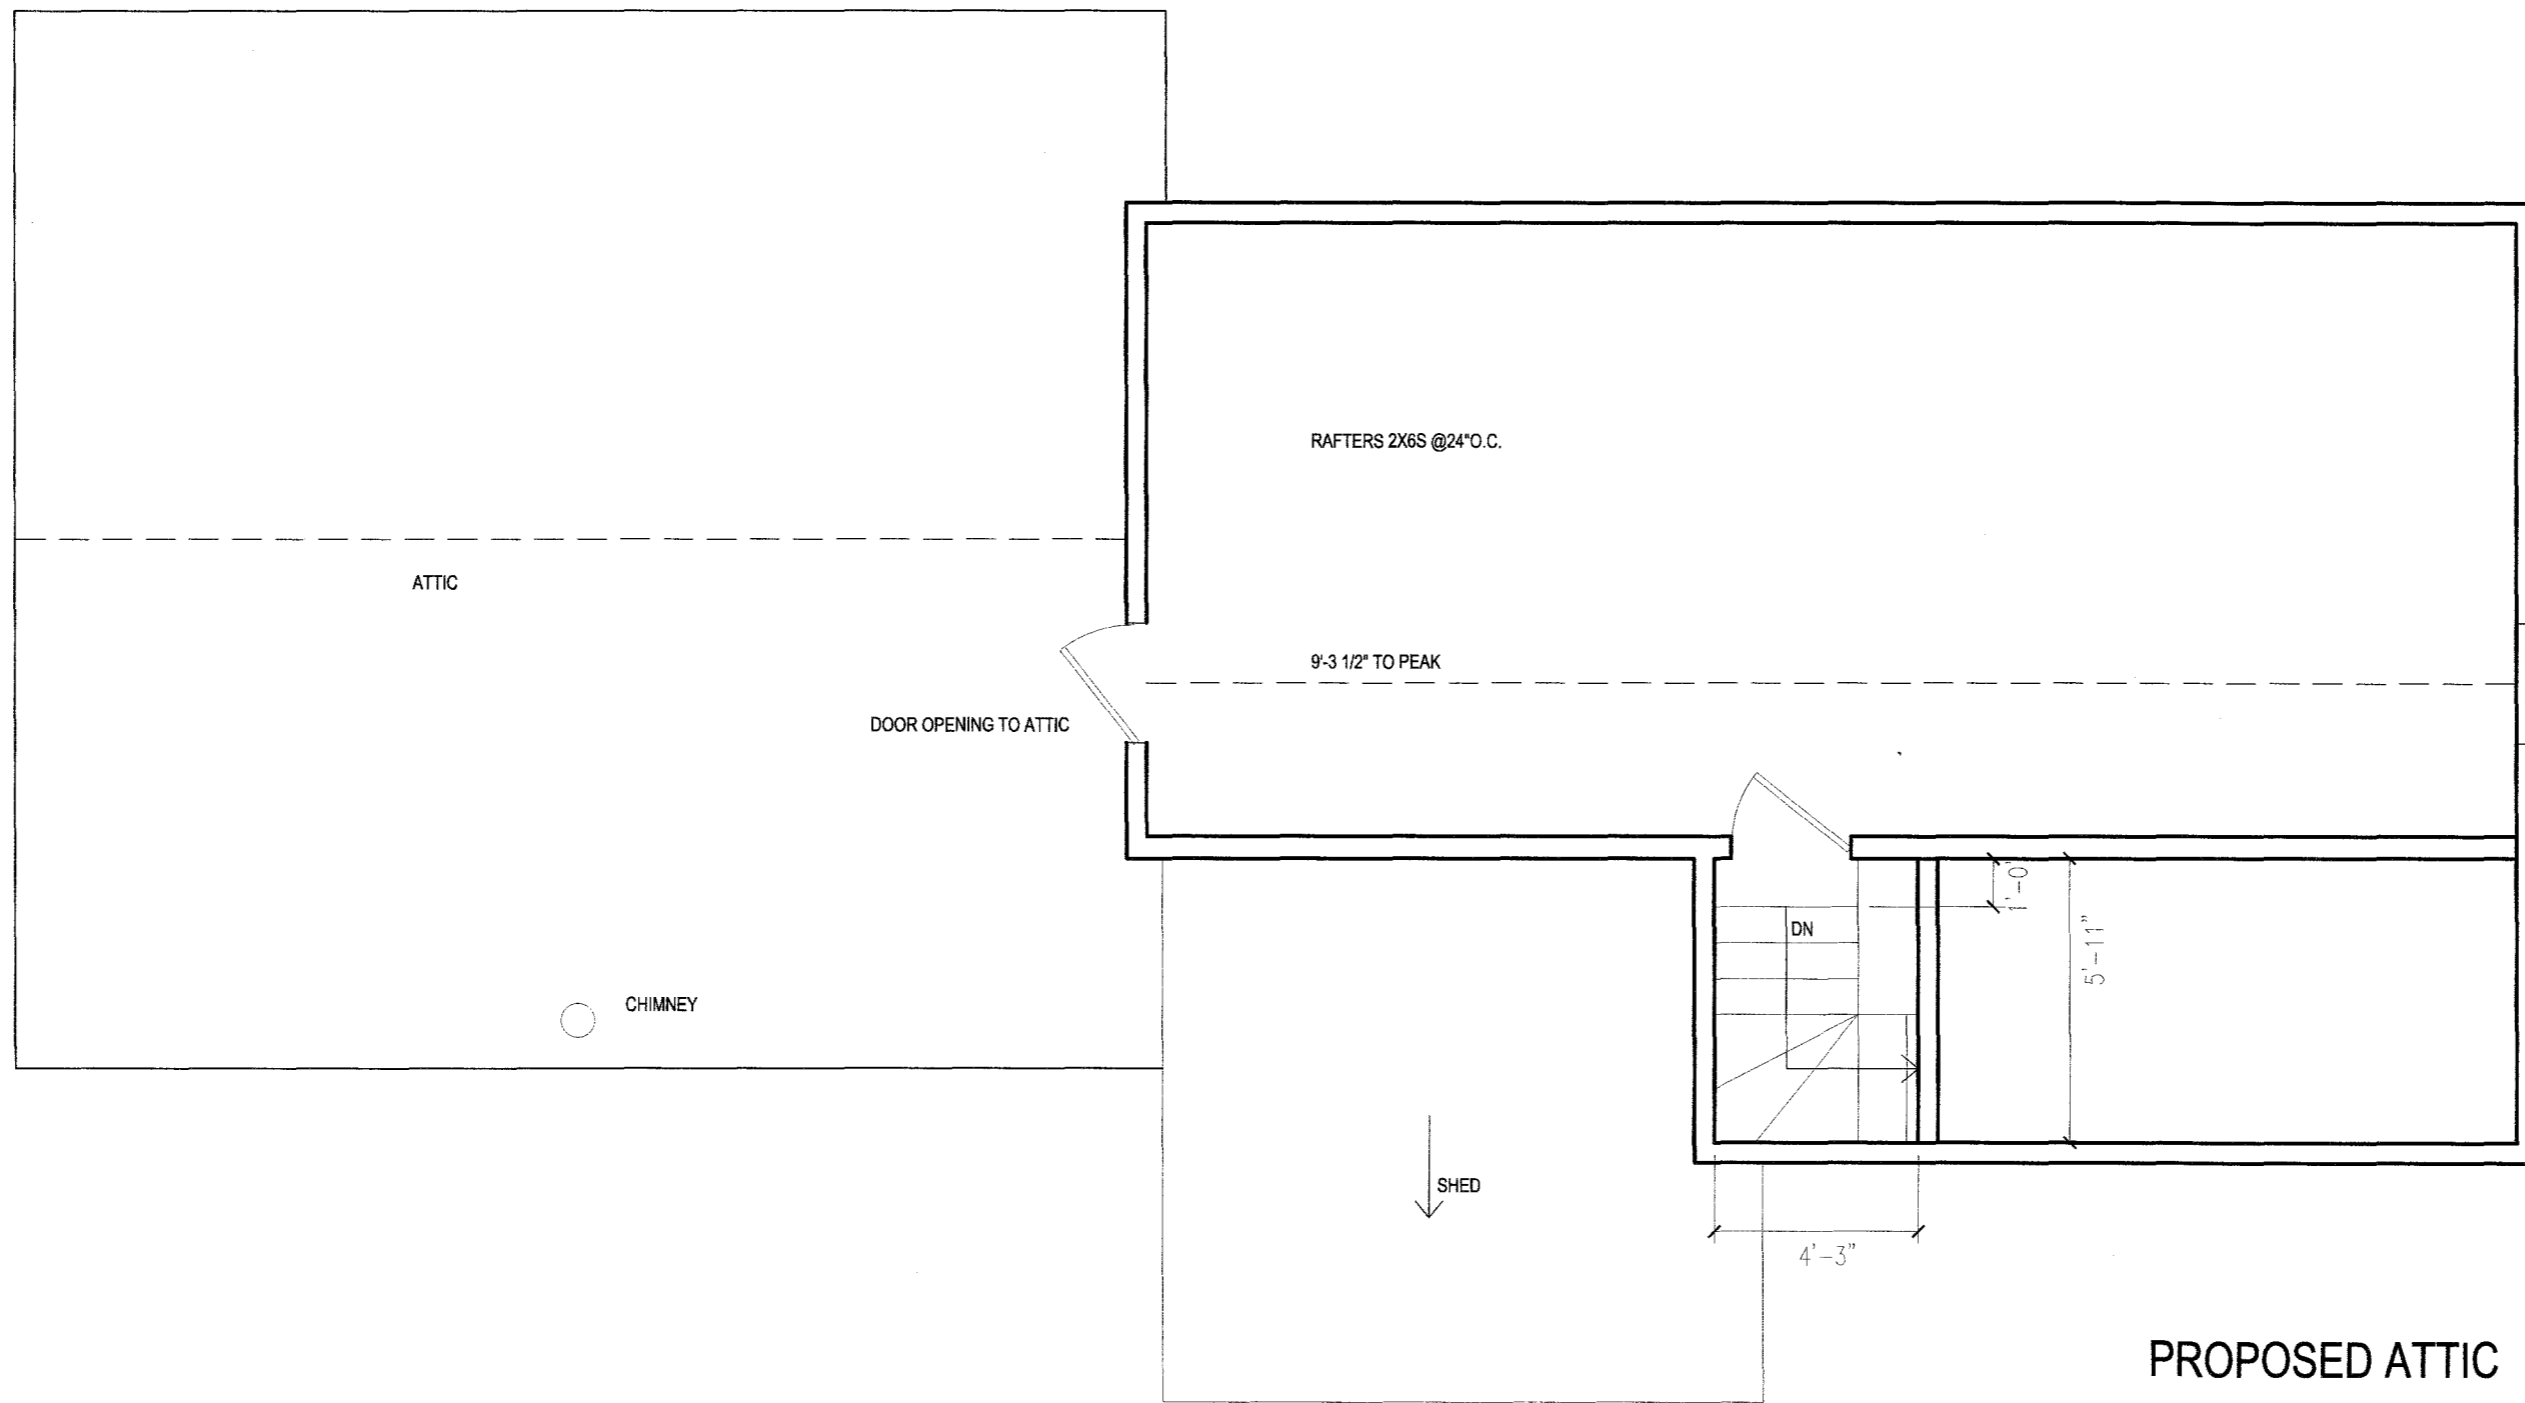 RAFTERS 2X6S @24"O.C.
ATTIC
9'-3 1/2" TO PEAK
DOOR OPENING TO ATTIC
1'-0"
DN
5'-11"
CHIMNEY
SHED
4'-3"
PROPOSED ATTIC